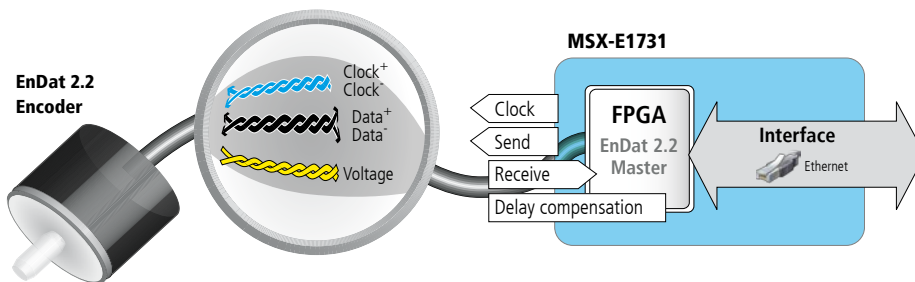 EnDat 2.2
Encoder
Clock+
Clock-
Data+
Data-
Voltage
MSX-E1731
Clock
Send
Receive
Delay compensation
FPGA
EnDat 2.2
Master
Interface
Ethernet